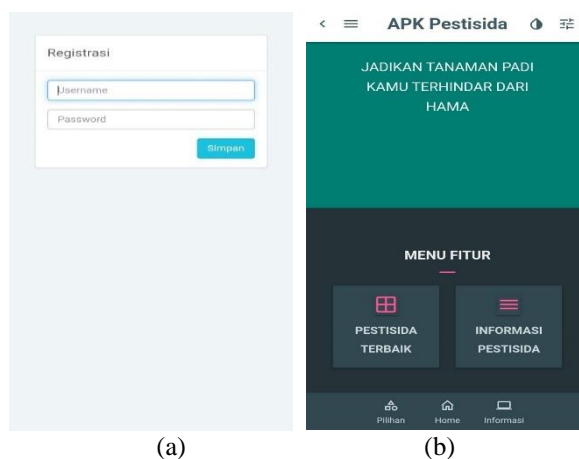 Registrasi
Username
Password
Simpan
(a)
APK Pestisida
JADIKAN TANAMAN PADI
KAMU TERHINDAR DARI
HAMA
MENU FITUR
PESTISIDA
TERBAIK
INFORMASI
PESTISIDA
Pilihan
Home
Informasi
(b)